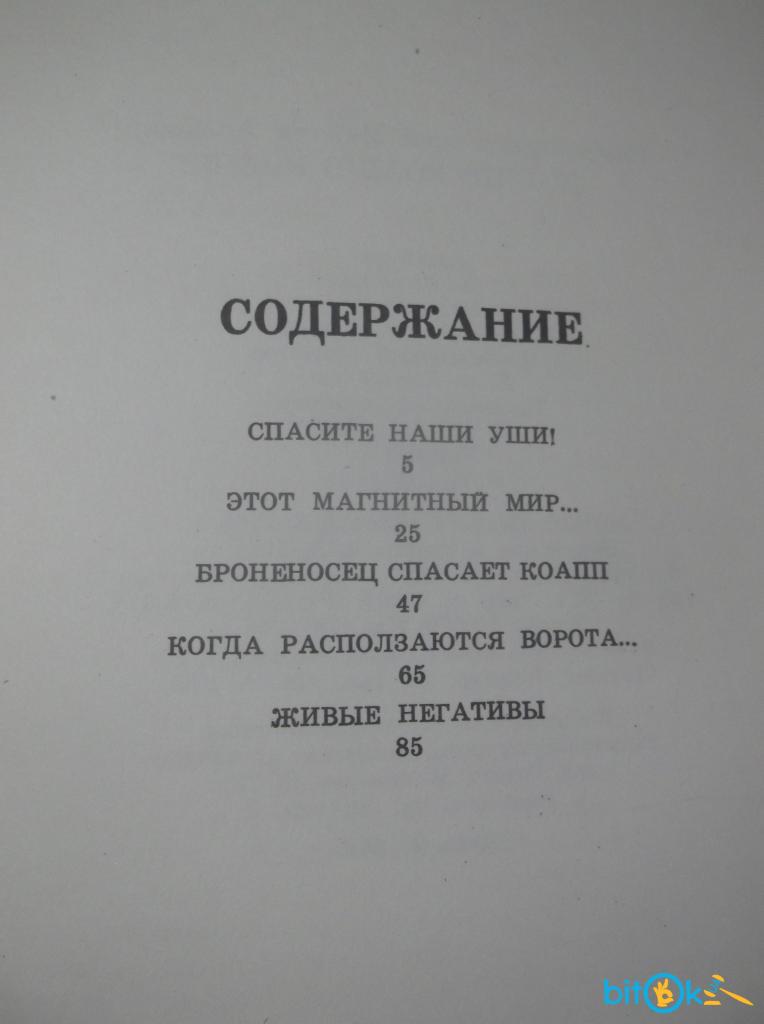 СОДЕРЖАНИЕ
СПАСИТЕ НАШИ УШИ!
5
ЭТОТ МАГНИТНЫЙ МИР...
25
БРОНЕНОСЕЦ СПАСАЕТ КОАПП
47
КОГДА РАСПОЛЗАЮТСЯ ВОРОТА...
65
ЖИВЫЕ НЕГАТИВЫ
85
bitOk